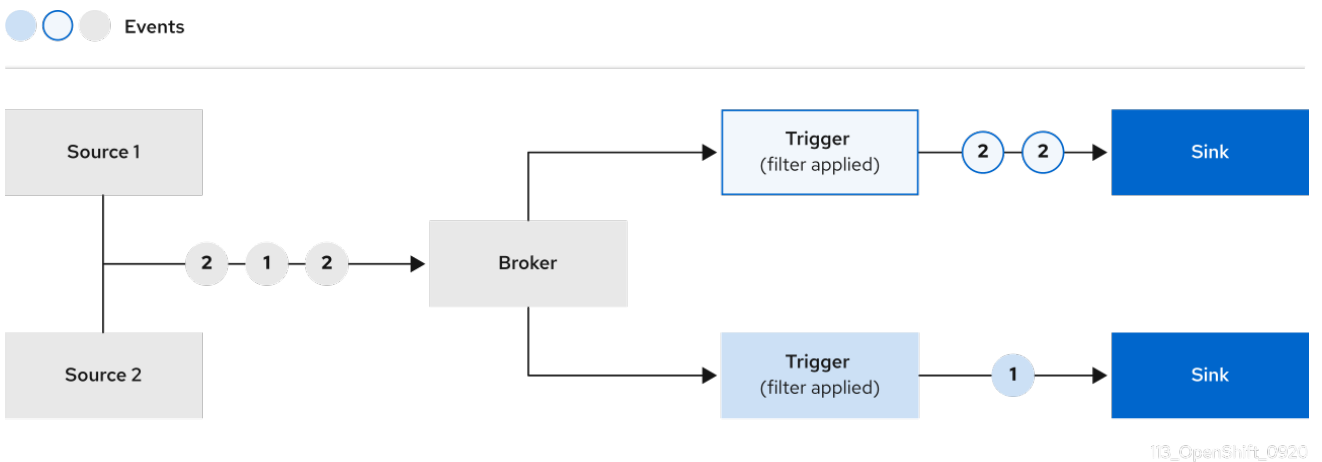 Events
Source 1
Trigger
(filter applied)
2 2
Sink
2 1 2
Broker
Source 2
Trigger
(filter applied)
1
Sink
113_OpenShift_0920